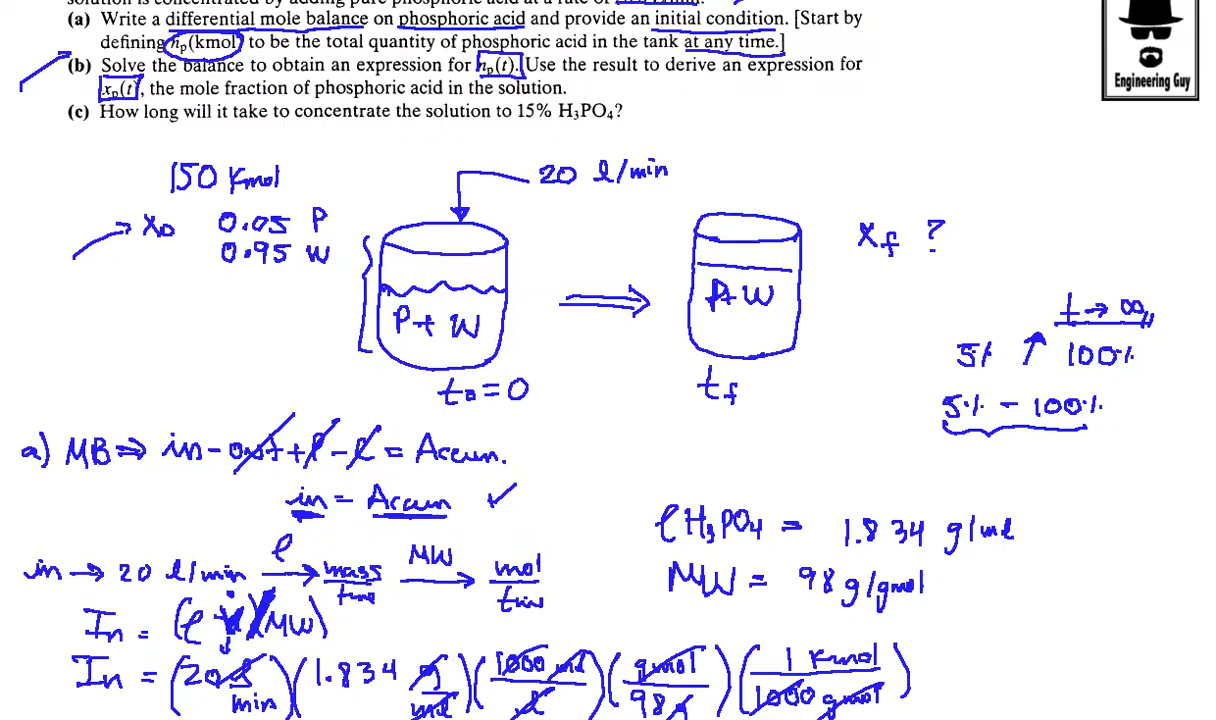 solution is concentrated by adding pure phosphoric acid at a rate of
(a) Write a differential mole balance on phosphoric acid and provide an initial condition. [Start by
defining np(kmol) to be the total quantity of phosphoric acid in the tank at any time.]
(b) Solve the balance to obtain an expression for np(t). Use the result to derive an expression for
xp(t), the mole fraction of phosphoric acid in the solution.
(c) How long will it take to concentrate the solution to 15% H3PO4?
Engineering Guy
150 Kmol
20 l/min
x0 0.05 P
0.95 W
xf ?
P+W
P+W
t→∞
5% ↑ 100%
t0=0
tf
5% - 100%
a) MB ⇒ in - out + - = Accum.
in = Accum ✓
ρ H3PO4 = 1.834 g/ml
in → 20 l/min ρ→ mass/time MW→ mol/time
MW = 98 g/gmol
In = (ρ V)(MW)
In = (20 l/min)(1.834 g/ml)(1000 ml/l)(gmol/98 g)(1 Kmol/1000 gmol)